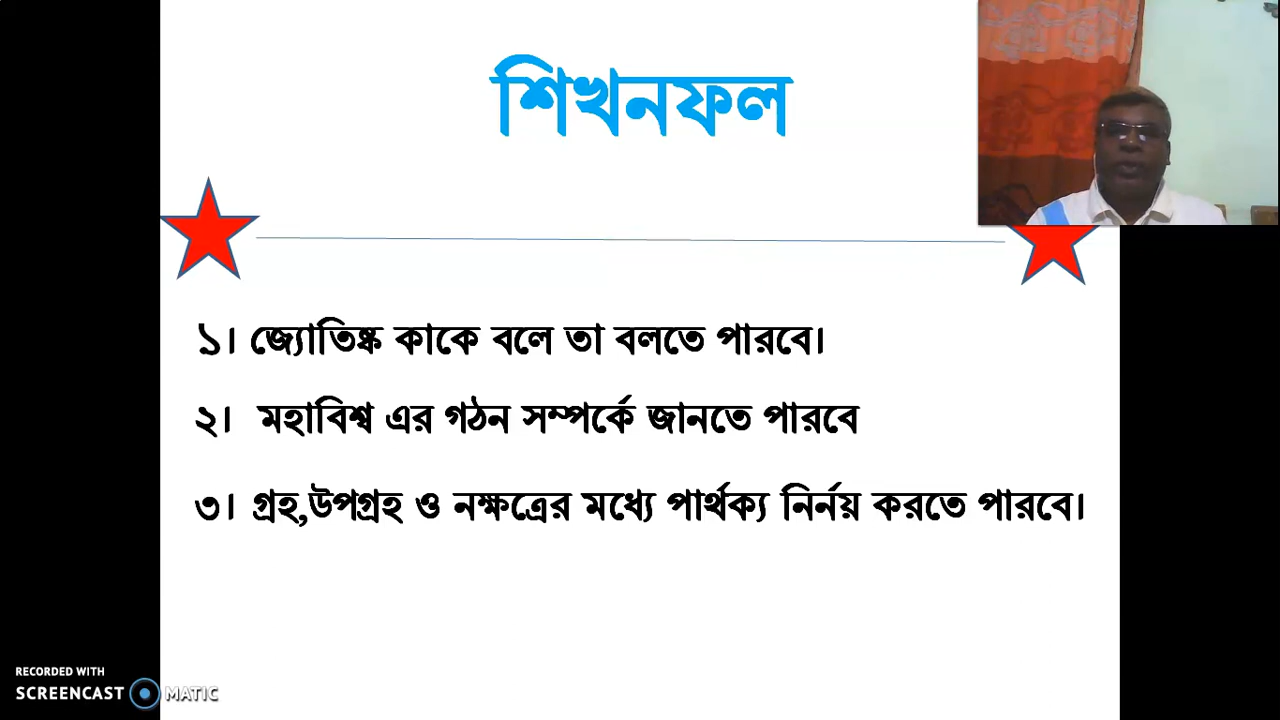 শিখনফল
১। জ্যোতিষ্ক কাকে বলে তা বলতে পারবে।
২। মহাবিশ্ব এর গঠন সম্পর্কে জানতে পারবে
৩। গ্রহ,উপগ্রহ ও নক্ষত্রের মধ্যে পার্থক্য নির্নয় করতে পারবে।
RECORDED WITH
SCREENCAST MATIC